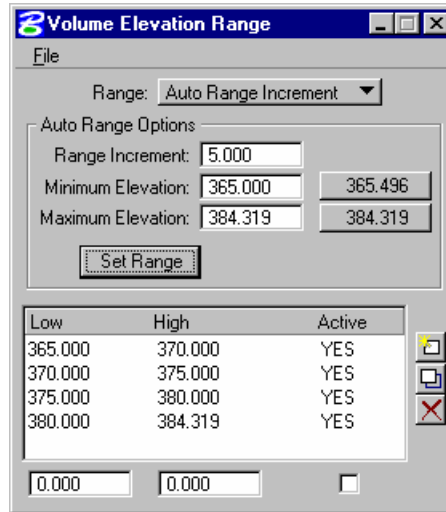 Volume Elevation Range
File
Range: Auto Range Increment
Auto Range Options
Range Increment: 5.000
Minimum Elevation: 365.000 365.496
Maximum Elevation: 384.319 384.319
Set Range
Low High Active
365.000 370.000 YES
370.000 375.000 YES
375.000 380.000 YES
380.000 384.319 YES
0.000 0.000